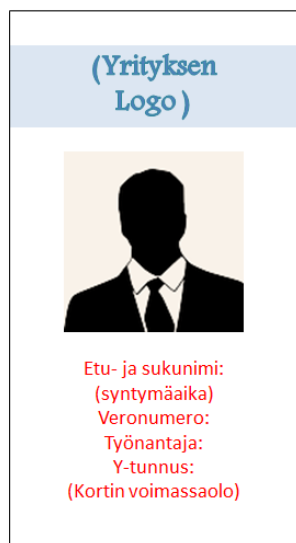 (Yrityksen
Logo )
Etu- ja sukunimi:
(syntymäaika)
Veronumero:
Työnantaja:
Y-tunnus:
(Kortin voimassaolo)